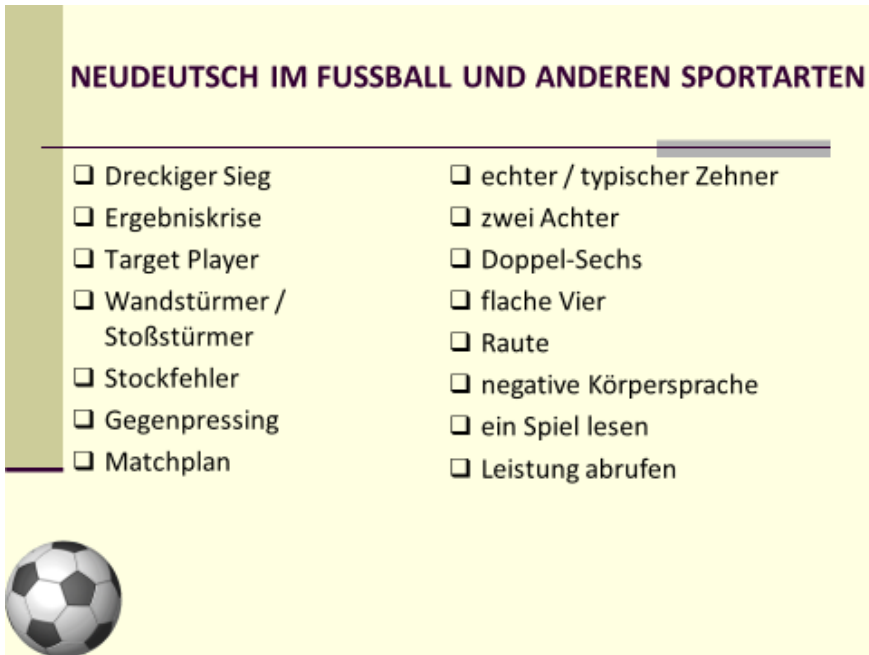 NEUDEUTSCH IM FUSSBALL UND ANDEREN SPORTARTEN
❑ Dreckiger Sieg
❑ Ergebniskrise
❑ Target Player
❑ Wandstürmer /
Stoßstürmer
❑ Stockfehler
❑ Gegenpressing
❑ Matchplan
❑ echter / typischer Zehner
❑ zwei Achter
❑ Doppel-Sechs
❑ flache Vier
❑ Raute
❑ negative Körpersprache
❑ ein Spiel lesen
❑ Leistung abrufen